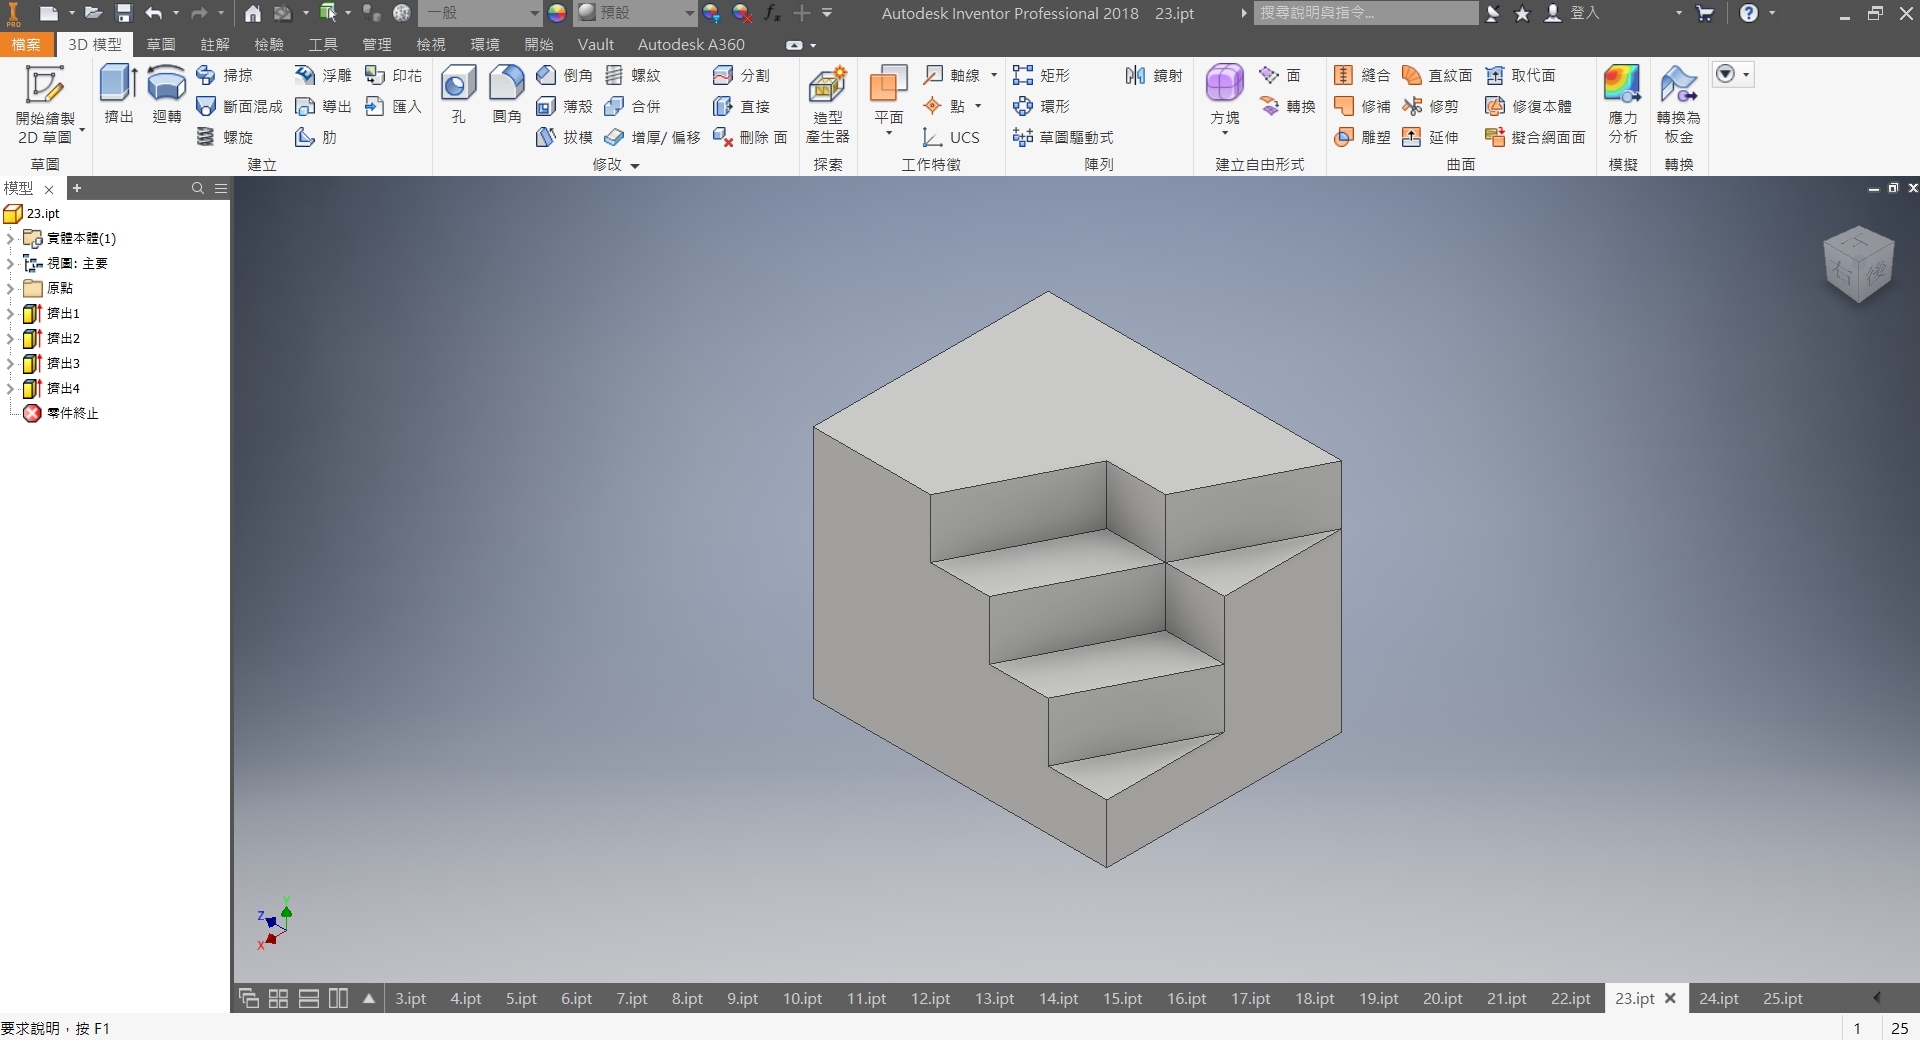 PRO
一般
預設
fx
Autodesk Inventor Professional 2018 23.ipt
搜尋說明與指令...
登入
檔案 3D 模型 草圖 註解 檢驗 工具 管理 檢視 環境 開始 Vault Autodesk A360
開始繪製
2D 草圖
草圖
擠出
迴轉
掃掠
斷面混成
螺旋
浮雕
導出
肋
印花
匯入
建立
孔
圓角
倒角
薄殼
拔模
螺紋
合併
增厚/ 偏移
分割
直接
刪除 面
修改
造型
產生器
探索
平面
軸線
點
UCS
工作特徵
矩形
環形
草圖驅動式
鏡射
陣列
方塊
面
轉換
建立自由形式
縫合
修補
雕塑
直紋面
修剪
延伸
取代面
修復本體
擬合網面面
曲面
應力
分析
模擬
轉換為
板金
轉換
模型
23.ipt
實體本體(1)
視圖: 主要
原點
擠出1
擠出2
擠出3
擠出4
零件終止
上
右
後
Y
Z
X
3.ipt 4.ipt 5.ipt 6.ipt 7.ipt 8.ipt 9.ipt 10.ipt 11.ipt 12.ipt 13.ipt 14.ipt 15.ipt 16.ipt 17.ipt 18.ipt 19.ipt 20.ipt 21.ipt 22.ipt 23.ipt 24.ipt 25.ipt
要求說明，按 F1
1 25